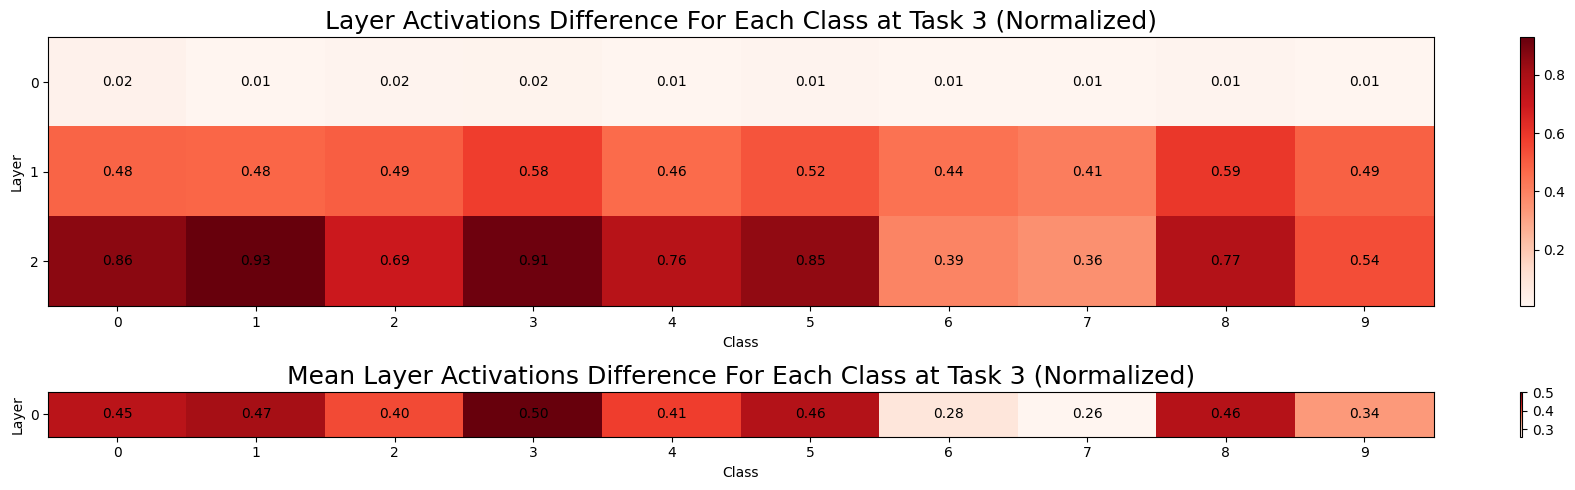 Layer Activations Difference For Each Class at Task 3 (Normalized)
0 0.02 0.01 0.02 0.02 0.01 0.01 0.01 0.01 0.01 0.01
Layer
1 0.48 0.48 0.49 0.58 0.46 0.52 0.44 0.41 0.59 0.49
2 0.86 0.93 0.69 0.91 0.76 0.85 0.39 0.36 0.77 0.54
0 1 2 3 4 5 6 7 8 9
Class
0.8
0.6
0.4
0.2
Mean Layer Activations Difference For Each Class at Task 3 (Normalized)
Layer
0 0.45 0.47 0.40 0.50 0.41 0.46 0.28 0.26 0.46 0.34
0 1 2 3 4 5 6 7 8 9
Class
0.5
0.4
0.3